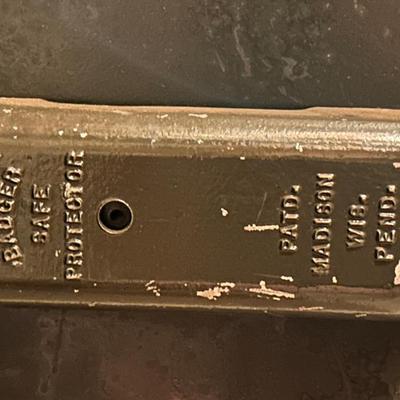 BADGER
SAFE
PROTECTOR
PATD.
MADISON
WIS.
PEND.